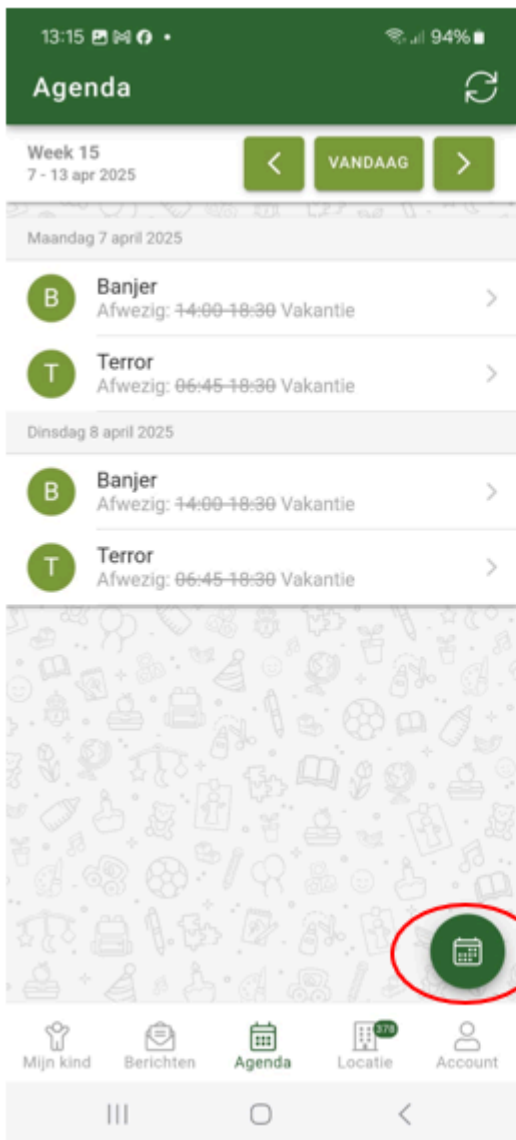 13:15 94%
Agenda
Week 15
7 - 13 apr 2025
VANDAAG
Maandag 7 april 2025
B
Banjer
Afwezig: 14:00-18:30 Vakantie
T
Terror
Afwezig: 06:45-18:30 Vakantie
Dinsdag 8 april 2025
B
Banjer
Afwezig: 14:00-18:30 Vakantie
T
Terror
Afwezig: 06:45-18:30 Vakantie
378
Mijn kind Berichten Agenda Locatie Account